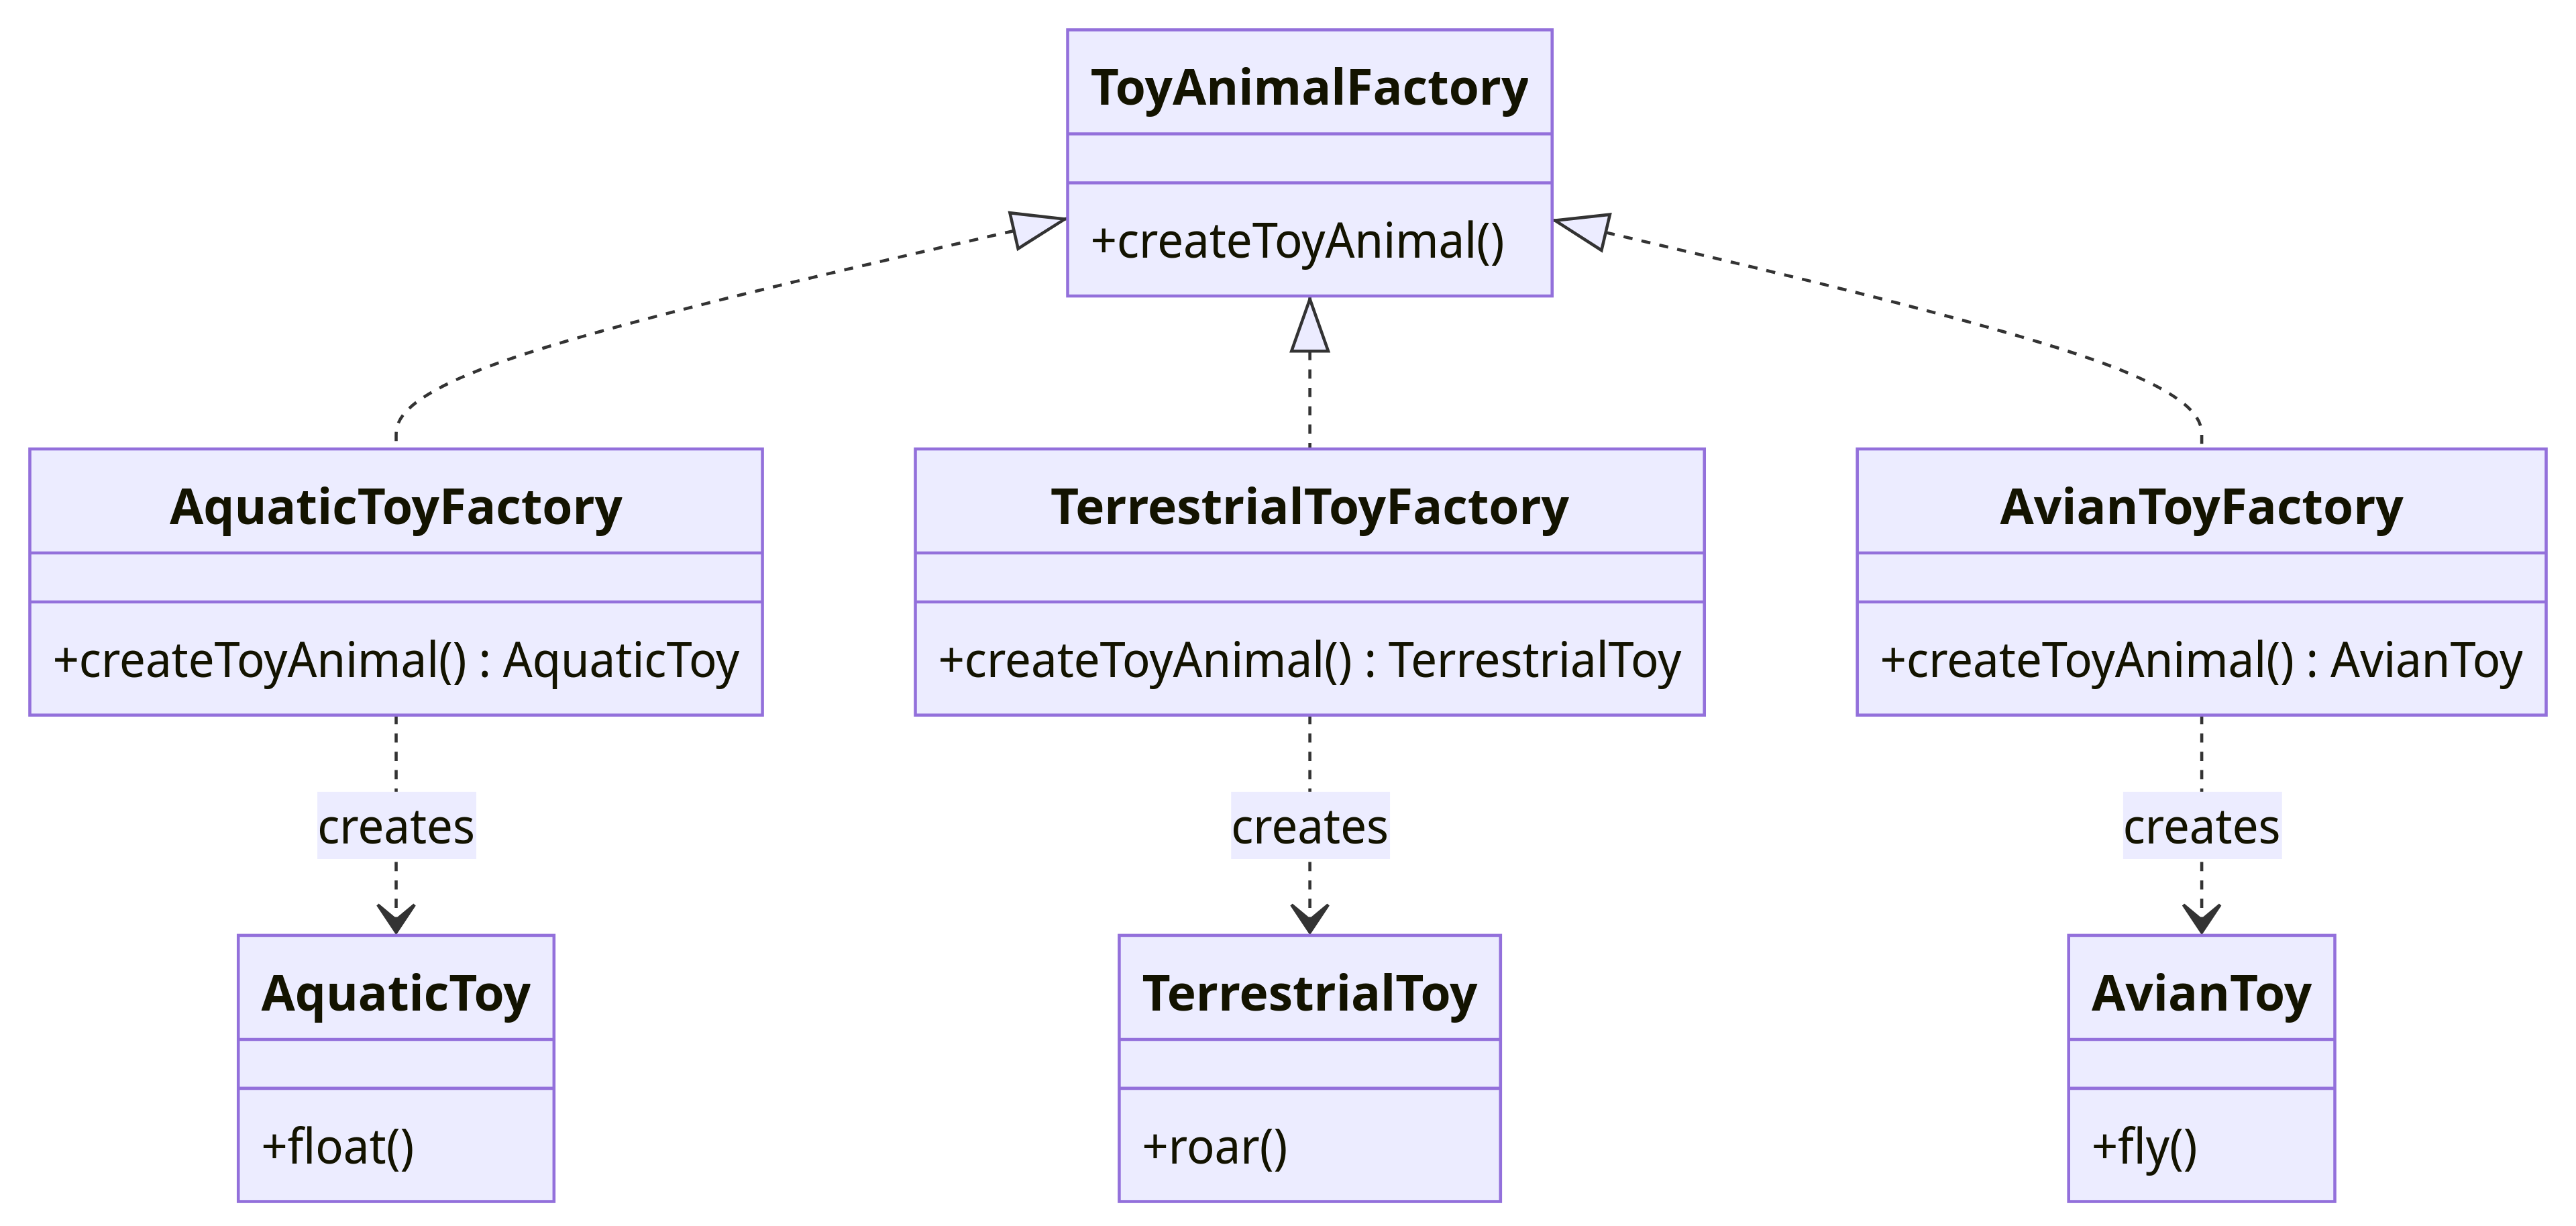 ToyAnimalFactory
+createToyAnimal()
AquaticToyFactory
+createToyAnimal() : AquaticToy
TerrestrialToyFactory
+createToyAnimal() : TerrestrialToy
AvianToyFactory
+createToyAnimal() : AvianToy
creates
creates
creates
AquaticToy
+float()
TerrestrialToy
+roar()
AvianToy
+fly()